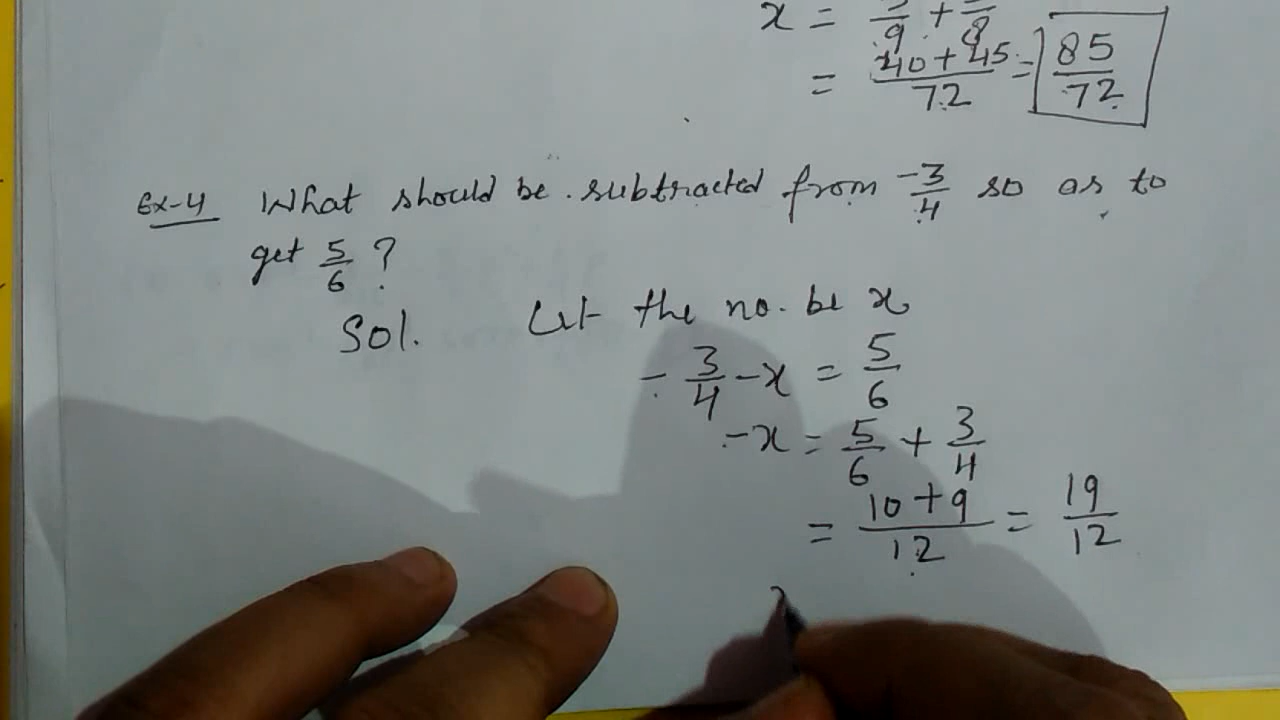 x = 5/9 + 5/8
= 40+45/72 = 85/72
Ex-4 What should be subtracted from -3/4 so as to
get 5/6 ?
Sol. Let the no. be x
- 3/4 - x = 5/6
-x = 5/6 + 3/4
= 10+9/12 = 19/12